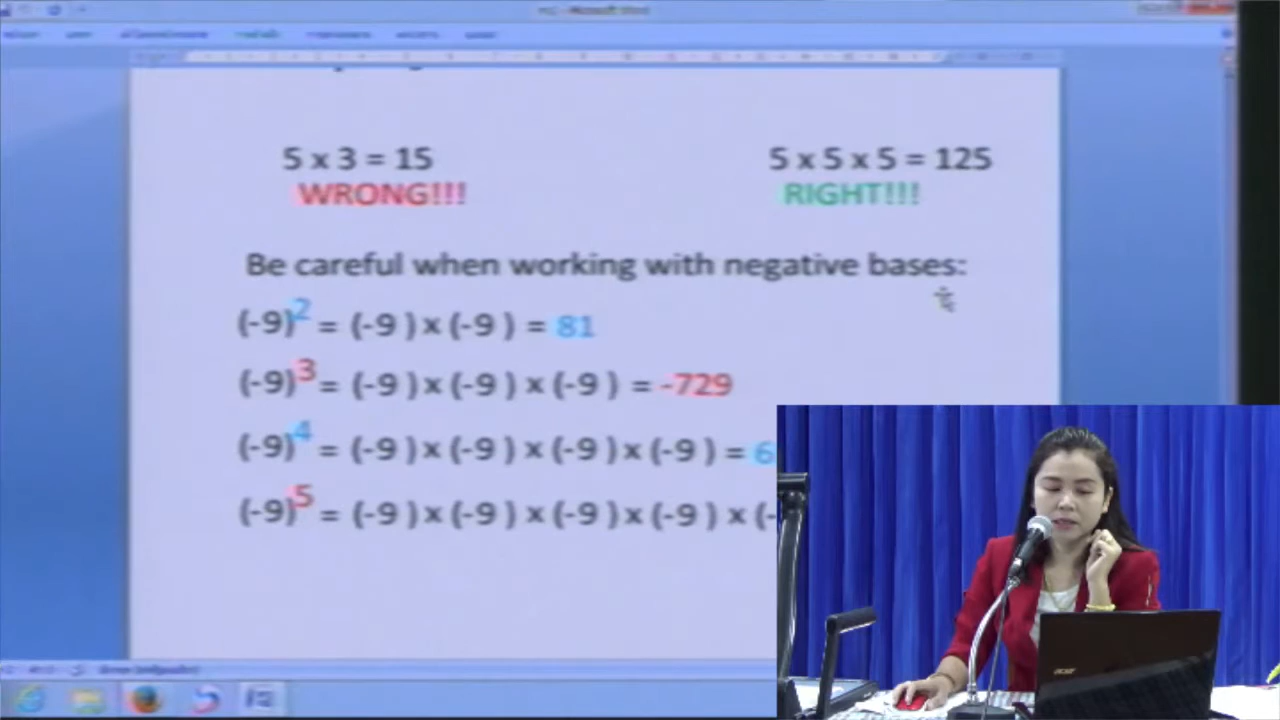 5 x 3 = 15
5 x 5 x 5 = 125
WRONG!!!
RIGHT!!!
Be careful when working with negative bases:
(-9)² = (-9 ) x (-9 ) = 81
(-9)³ = (-9 ) x (-9 ) x (-9 ) = -729
(-9)⁴ = (-9 ) x (-9 ) x (-9 ) x (-9 ) = 6
(-9)⁵ = (-9 ) x (-9 ) x (-9 ) x (-9 ) x (-
acer